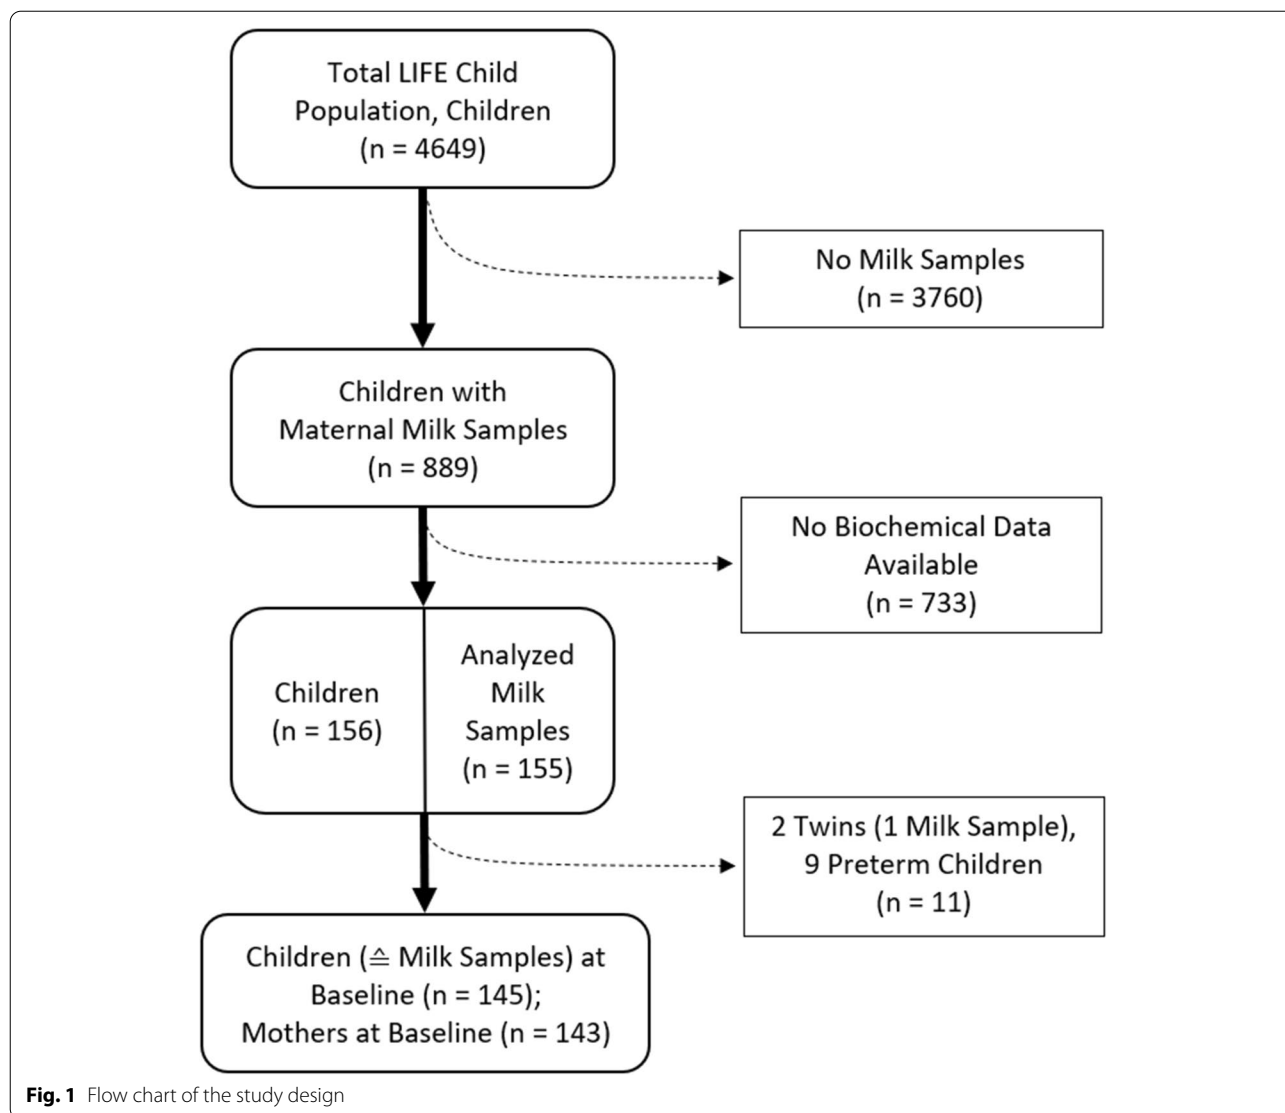 Total LIFE Child
Population, Children
(n = 4649)
No Milk Samples
(n = 3760)
Children with
Maternal Milk Samples
(n = 889)
No Biochemical Data
Available
(n = 733)
Children
(n = 156)
Analyzed
Milk
Samples
(n = 155)
2 Twins (1 Milk Sample),
9 Preterm Children
(n = 11)
Children (≙ Milk Samples) at
Baseline (n = 145);
Mothers at Baseline (n = 143)
Fig. 1 Flow chart of the study design